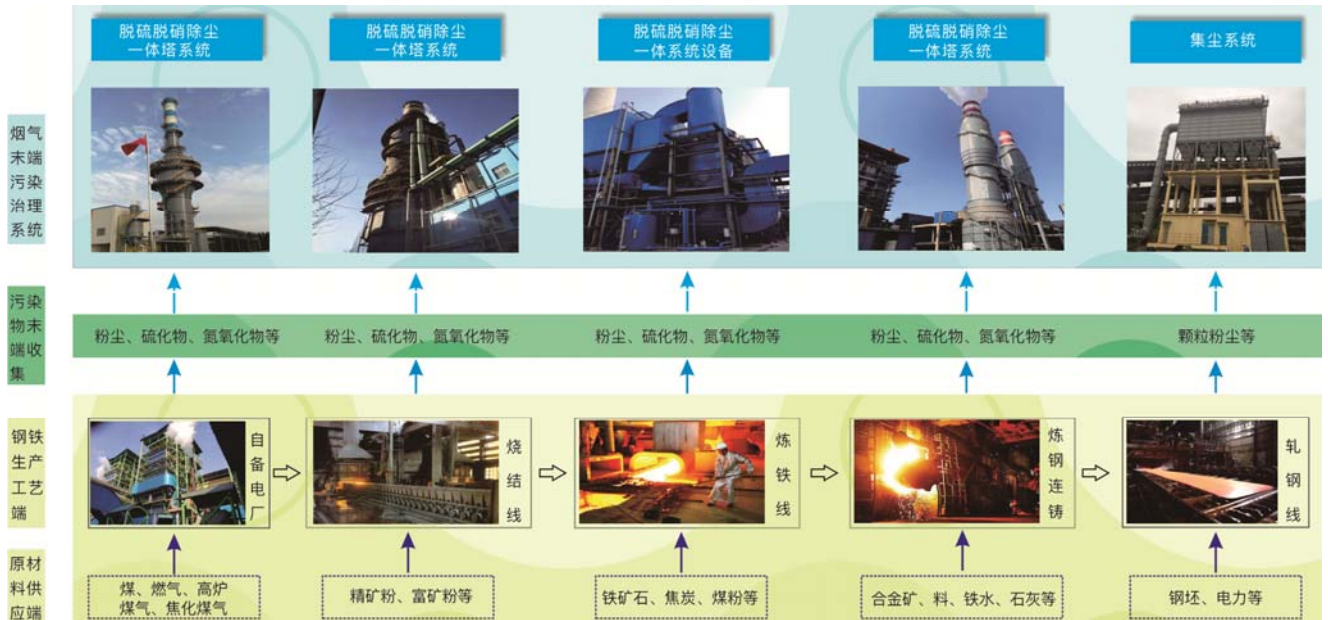 脱硫脱硝除尘
一体塔系统
脱硫脱硝除尘
一体塔系统
脱硫脱硝除尘
一体系统设备
脱硫脱硝除尘
一体塔系统
集尘系统
烟气
末端
污染
治理
系统
污染
物末
端收
集
粉尘、硫化物、氮氧化物等
粉尘、硫化物、氮氧化物等
粉尘、硫化物、氮氧化物等
粉尘、硫化物、氮氧化物等
颗粒粉尘等
钢铁
生产
工艺
端
自备电厂
烧结线
炼铁线
炼钢连铸
轧钢线
原材
料供
应端
煤、燃气、高炉
煤气、焦化煤气
精矿粉、富矿粉等
铁矿石、焦炭、煤粉等
合金矿、料、铁水、石灰等
钢坯、电力等